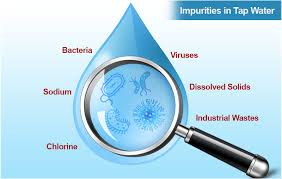 Impurities in Tap Water
Bacteria
Viruses
Sodium
Dissolved Solids
Industrial Wastes
Chlorine